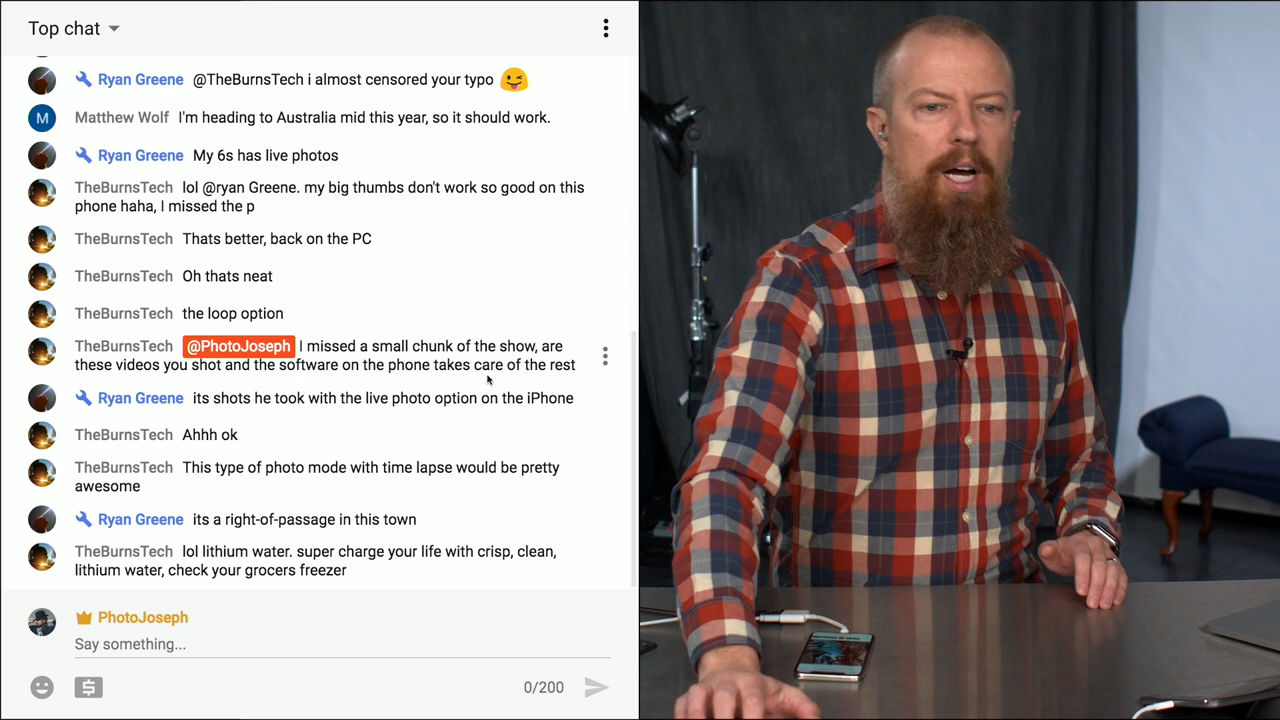 Top chat
Ryan Greene @TheBurnsTech i almost censored your typo
M Matthew Wolf I'm heading to Australia mid this year, so it should work.
Ryan Greene My 6s has live photos
TheBurnsTech lol @ryan Greene. my big thumbs don't work so good on this
phone haha, I missed the p
TheBurnsTech Thats better, back on the PC
TheBurnsTech Oh thats neat
TheBurnsTech the loop option
TheBurnsTech @PhotoJoseph I missed a small chunk of the show, are
these videos you shot and the software on the phone takes care of the rest
Ryan Greene its shots he took with the live photo option on the iPhone
TheBurnsTech Ahhh ok
TheBurnsTech This type of photo mode with time lapse would be pretty
awesome
Ryan Greene its a right-of-passage in this town
TheBurnsTech lol lithium water. super charge your life with crisp, clean,
lithium water, check your grocers freezer
PhotoJoseph
Say something...
$ 0/200